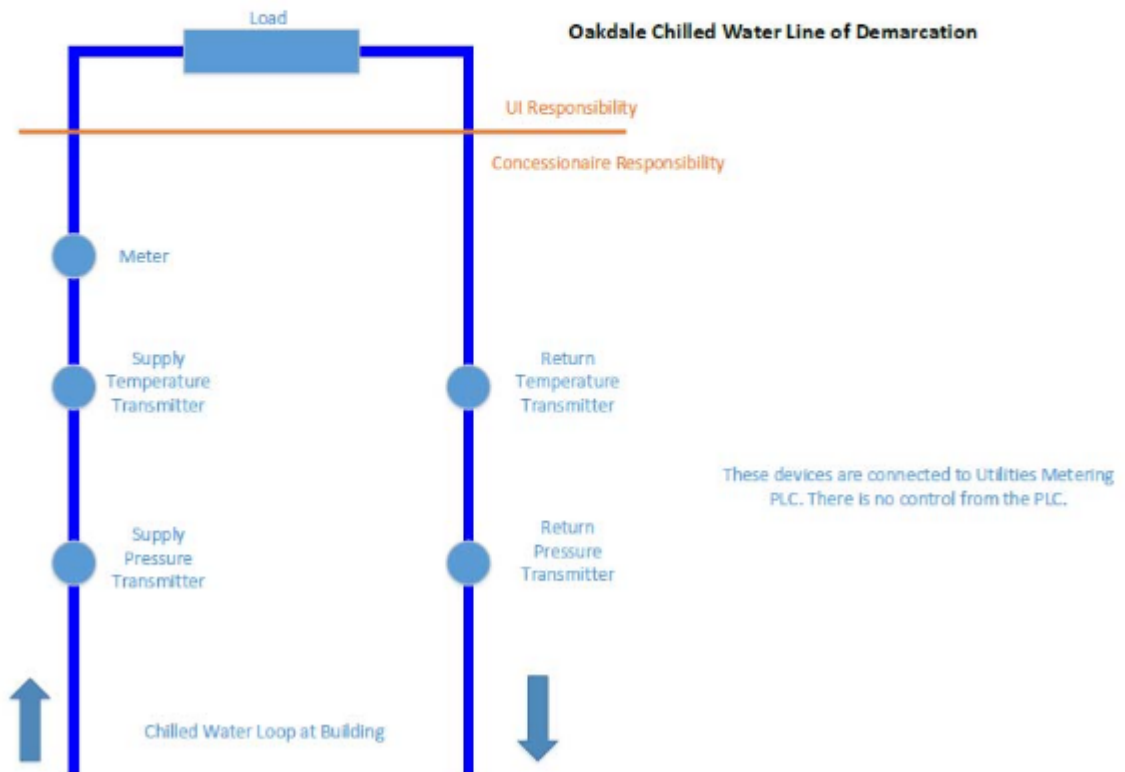 Load
Oakdale Chilled Water Line of Demarcation
UI Responsibility
Concessionaire Responsibility
Meter
Supply
Temperature
Transmitter
Return
Temperature
Transmitter
These devices are connected to Utilities Metering
PLC. There is no control from the PLC.
Supply
Pressure
Transmitter
Return
Pressure
Transmitter
Chilled Water Loop at Building